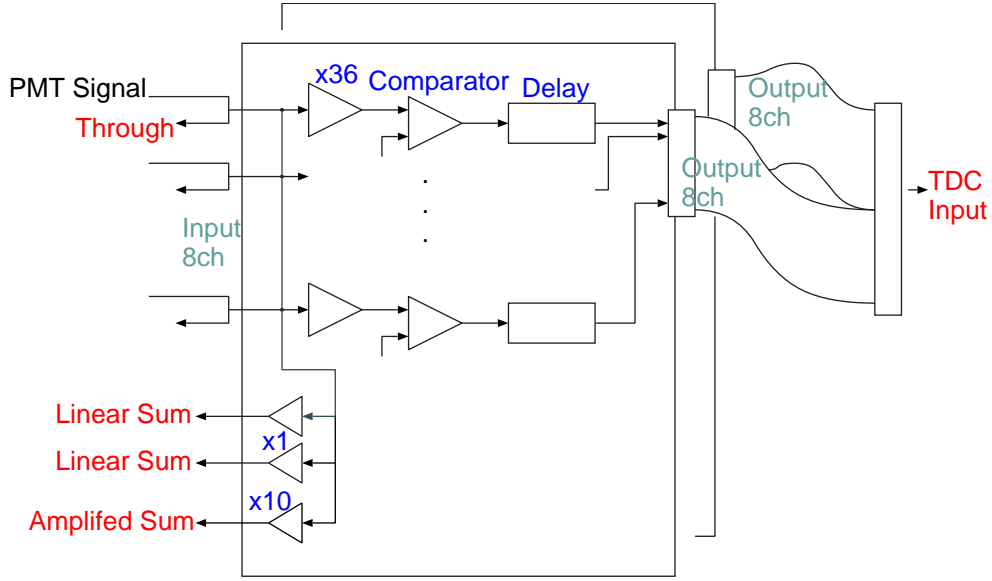 x36
Comparator
Delay
PMT Signal
Through
Output
8ch
Output
8ch
TDC
Input
Input
8ch
Linear Sum
x1
Linear Sum
x10
Amplifed Sum